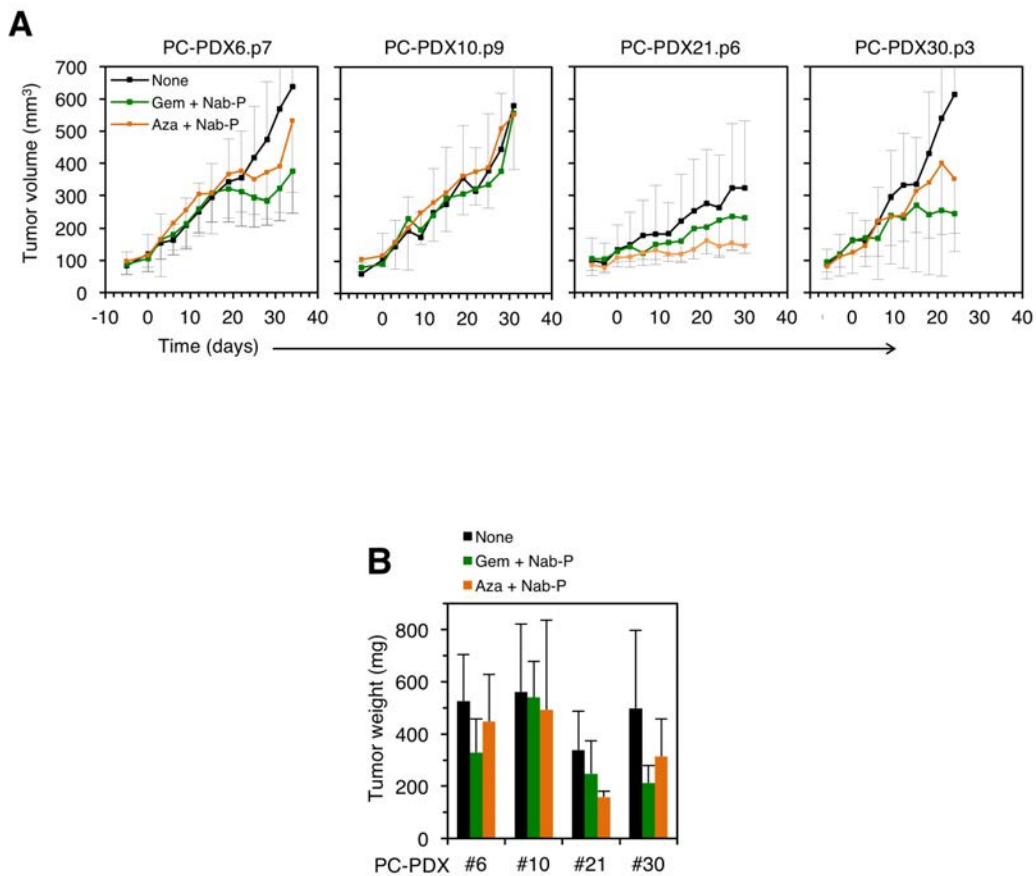 A
PC-PDX6.p7 PC-PDX10.p9 PC-PDX21.p6 PC-PDX30.p3
Tumor volume (mm³)
700
600
500
400
300
200
100
0
None
Gem + Nab-P
Aza + Nab-P
-10 0 10 20 30 40 0 10 20 30 40 0 10 20 30 40 0 10 20 30 40
Time (days)
B
None
Gem + Nab-P
Aza + Nab-P
Tumor weight (mg)
800
600
400
200
0
PC-PDX #6 #10 #21 #30